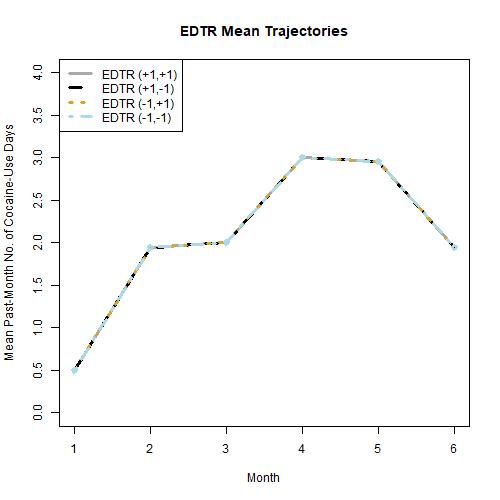 EDTR Mean Trajectories
EDTR (+1,+1)
EDTR (+1,-1)
EDTR (-1,+1)
EDTR (-1,-1)
Mean Past-Month No. of Cocaine-Use Days
4.0
3.5
3.0
2.5
2.0
1.5
1.0
0.5
0.0
1 2 3 4 5 6
Month